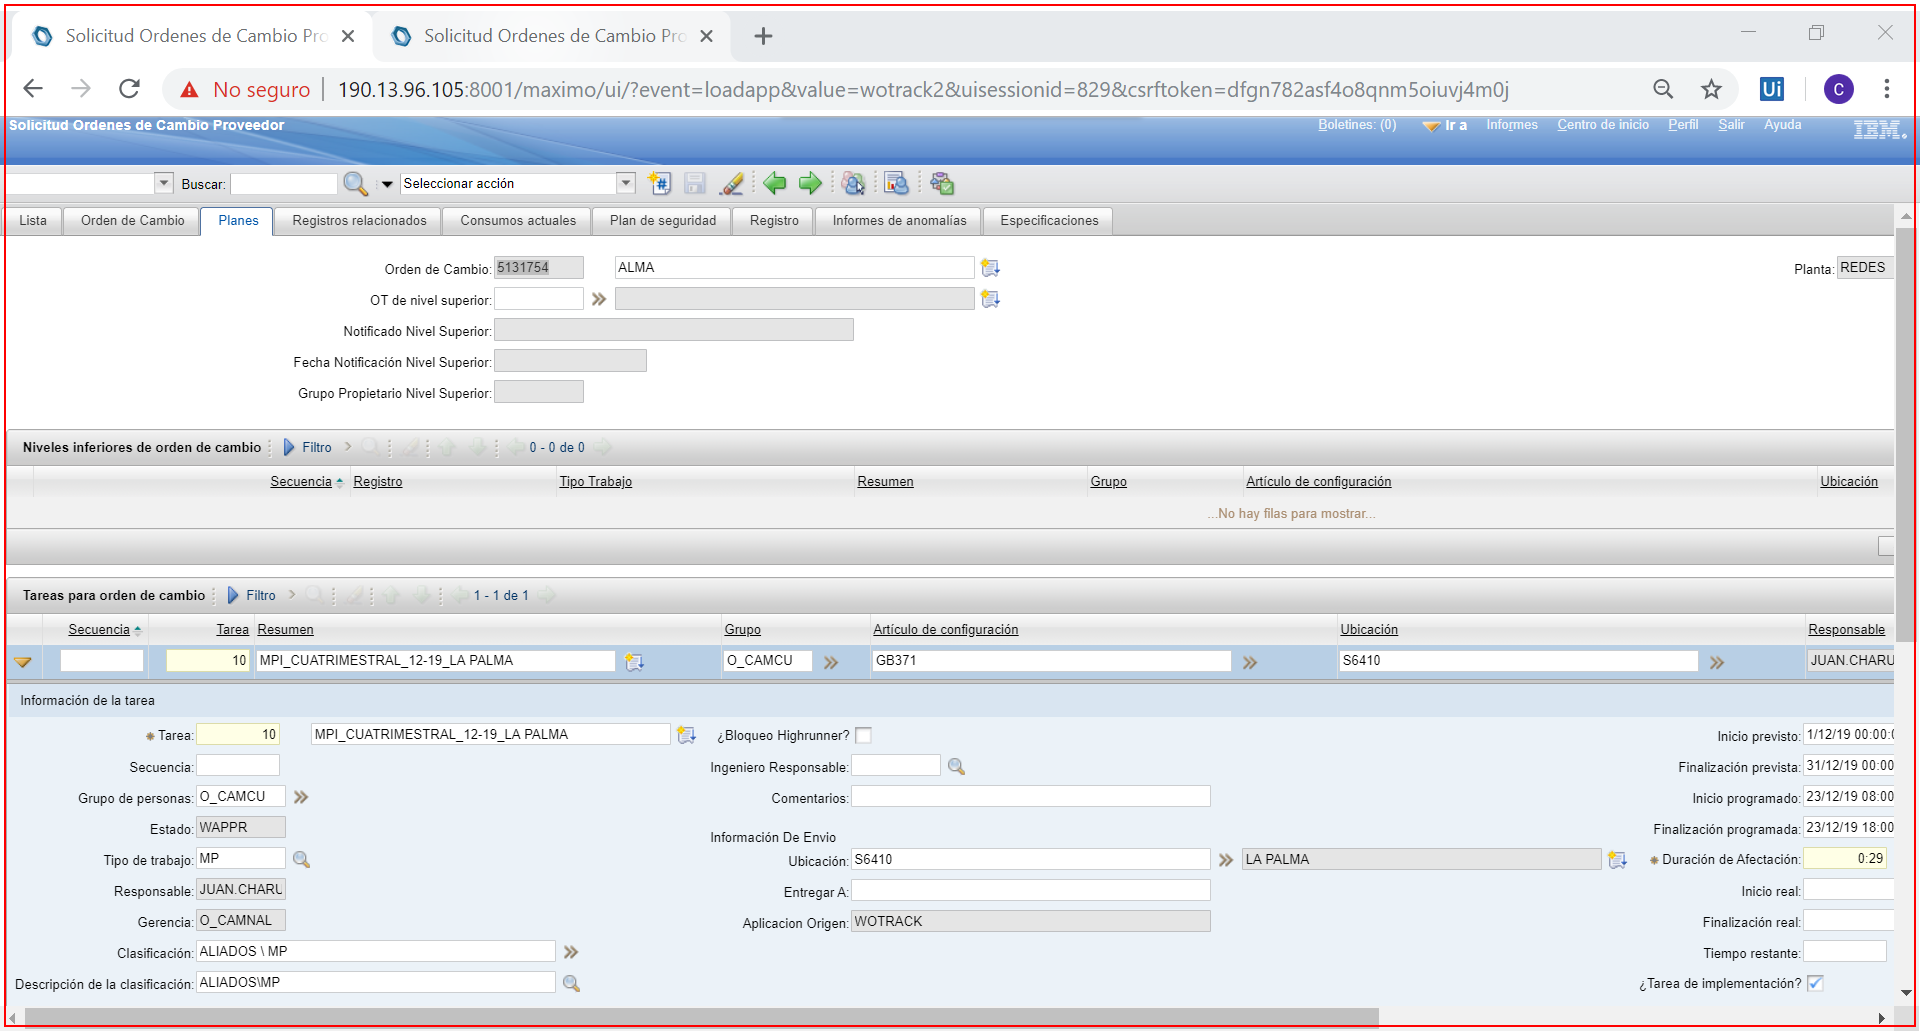 Solicitud Ordenes de Cambio Pro
Solicitud Ordenes de Cambio Pro
No seguro
190.13.96.105:8001/maximo/ui/?event=loadapp&value=wotrack2&uisessionid=829&csrftoken=dfgn782asf4o8qnm5oiuvj4m0j
Ui
C
Solicitud Ordenes de Cambio Proveedor
Boletines: (0)
Ir a
Informes
Centro de inicio
Perfil
Salir
Ayuda
IBM.
Buscar:
Seleccionar acción
Lista
Orden de Cambio
Planes
Registros relacionados
Consumos actuales
Plan de seguridad
Registro
Informes de anomalías
Especificaciones
Orden de Cambio: 5131754 ALMA
Planta: REDES
OT de nivel superior:
Notificado Nivel Superior:
Fecha Notificación Nivel Superior:
Grupo Propietario Nivel Superior:
Niveles inferiores de orden de cambio Filtro 0 - 0 de 0
Secuencia Registro Tipo Trabajo Resumen Grupo Artículo de configuración Ubicación
...No hay filas para mostrar...
Tareas para orden de cambio Filtro 1 - 1 de 1
Secuencia Tarea Resumen Grupo Artículo de configuración Ubicación Responsable
10 MPI_CUATRIMESTRAL_12-19_LA PALMA O_CAMCU GB371 S6410 JUAN.CHARU
Información de la tarea
Tarea: 10 MPI_CUATRIMESTRAL_12-19_LA PALMA
Secuencia:
Grupo de personas: O_CAMCU
Estado: WAPPR
Tipo de trabajo: MP
Responsable: JUAN.CHARU
Gerencia: O_CAMNAL
Clasificación: ALIADOS \ MP
Descripción de la clasificación: ALIADOS\MP
¿Bloqueo Highrunner?
Ingeniero Responsable:
Comentarios:
Información De Envio
Ubicación: S6410 LA PALMA
Entregar A:
Aplicacion Origen: WOTRACK
Inicio previsto: 1/12/19 00:00:0
Finalización prevista: 31/12/19 00:00
Inicio programado: 23/12/19 08:00
Finalización programada: 23/12/19 18:00
Duración de Afectación: 0:29
Inicio real:
Finalización real:
Tiempo restante:
¿Tarea de implementación?